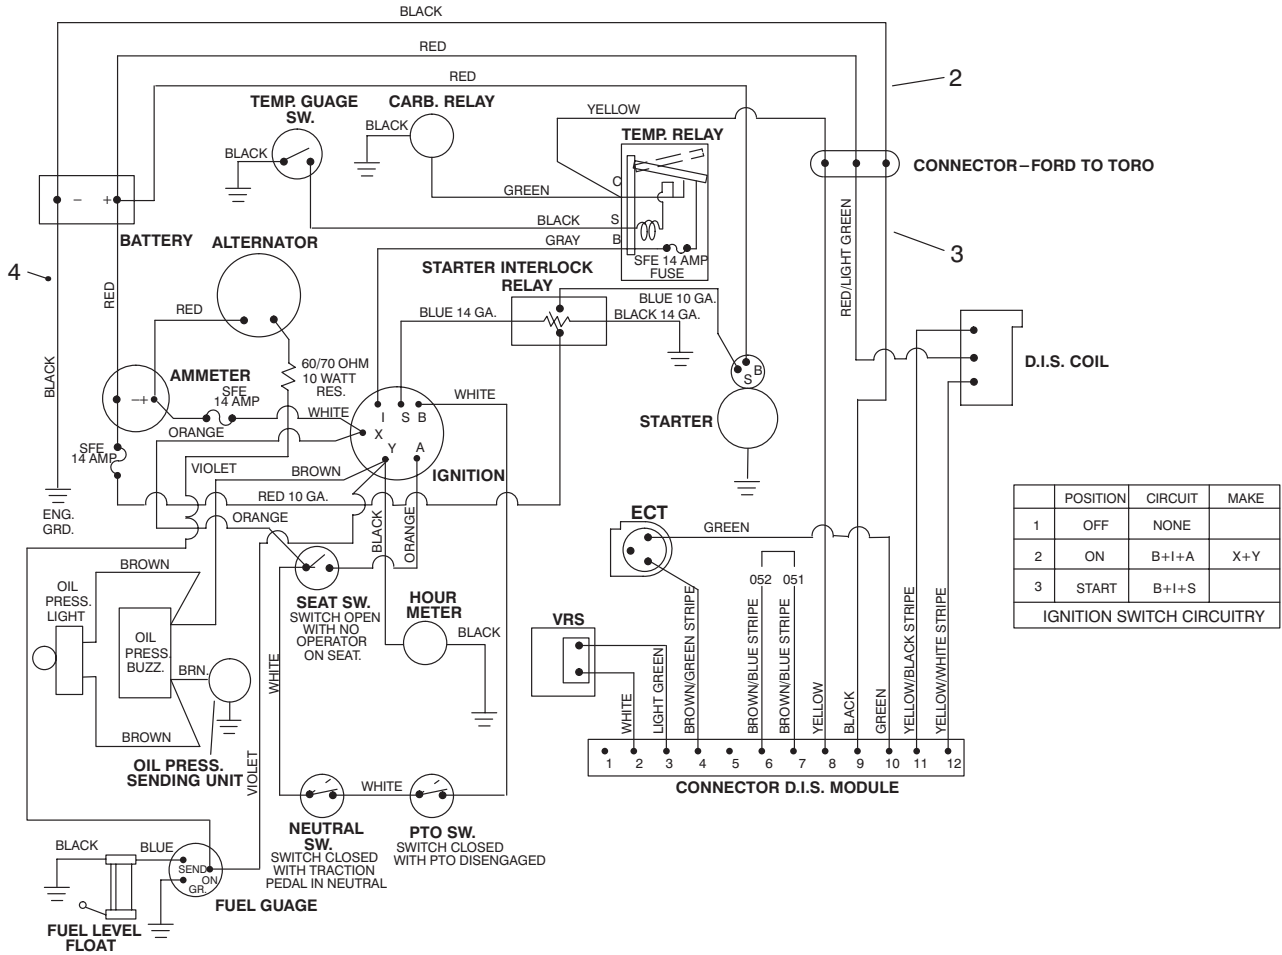 BLACK
RED
RED
2
TEMP. GUAGE
SW.
CARB. RELAY
YELLOW
BLACK
TEMP. RELAY
BLACK
CONNECTOR–FORD TO TORO
C
GREEN
- +
BLACK
S
GRAY
B
BATTERY
ALTERNATOR
SFE 14 AMP
FUSE
RED/LIGHT GREEN
3
4
STARTER INTERLOCK
RELAY
RED
BLUE 10 GA.
RED
BLUE 14 GA.
BLACK 14 GA.
BLACK
60/70 OHM
10 WATT
RES.
D.I.S. COIL
AMMETER
B
S
-+
SFE
14 AMP
WHITE
WHITE
I S B
STARTER
ORANGE
X
Y A
SFE
14 AMP
VIOLET
BROWN
IGNITION
RED 10 GA.
ENG.
GRD.
ORANGE
BLACK
ORANGE
ECT
GREEN
POSITION CIRCUIT MAKE
1 OFF NONE
2 ON B+I+A X+Y
3 START B+I+S
IGNITION SWITCH CIRCUITRY
BROWN
OIL
PRESS.
LIGHT
052 051
SEAT SW.
SWITCH OPEN
WITH NO
OPERATOR
ON SEAT.
HOUR
METER
BLACK
VRS
OIL
PRESS.
BUZZ.
BRN.
WHITE
WHITE
LIGHT GREEN
BROWN/GREEN STRIPE
BROWN/BLUE STRIPE
BROWN/BLUE STRIPE
YELLOW
BLACK
GREEN
YELLOW/BLACK STRIPE
YELLOW/WHITE STRIPE
BROWN
OIL PRESS.
SENDING UNIT
VIOLET
1 2 3 4 5 6 7 8 9 10 11 12
CONNECTOR D.I.S. MODULE
WHITE
NEUTRAL
SW.
SWITCH CLOSED
WITH TRACTION
PEDAL IN NEUTRAL
PTO SW.
SWITCH CLOSED
WITH PTO DISENGAGED
BLACK
BLUE
SEND
ON
GR.
FUEL GUAGE
FUEL LEVEL
FLOAT